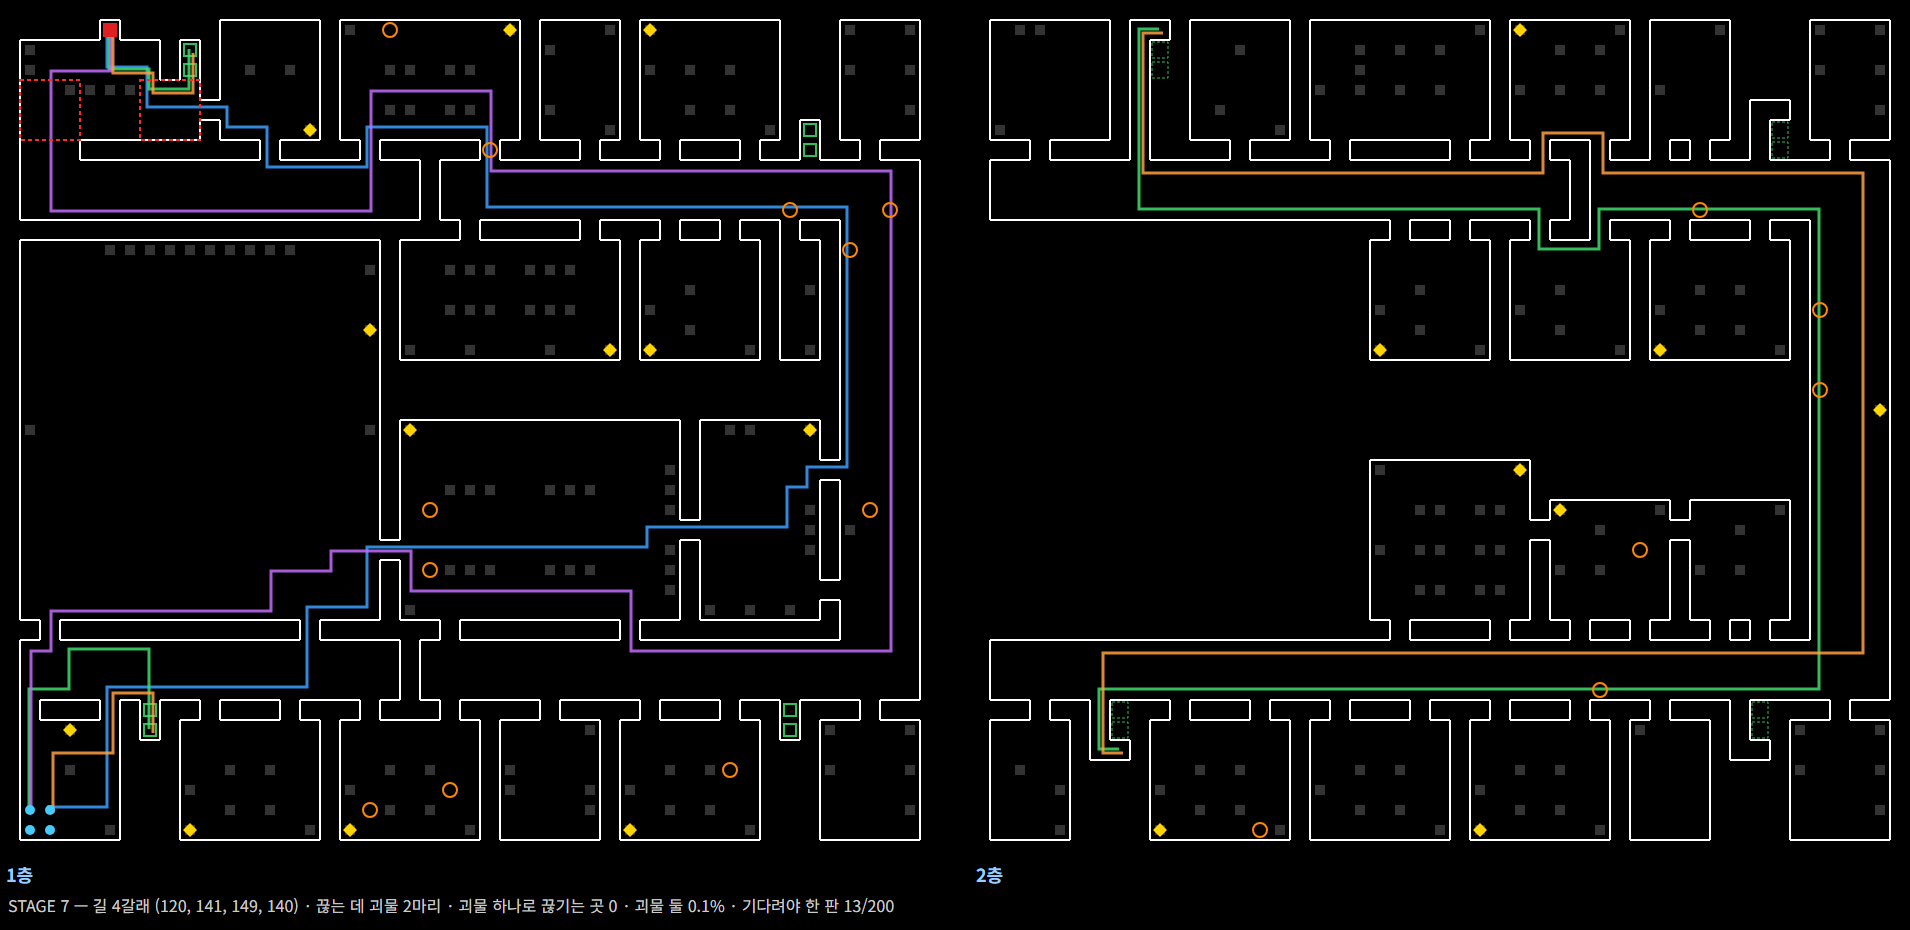 1층
2층
STAGE 7 — 길 4갈래 (120, 141, 149, 140) · 끊는 데 괴물 2마리 · 괴물 하나로 끊기는 곳 0 · 괴물 둘 0.1% · 기다려야 한 판 13/200